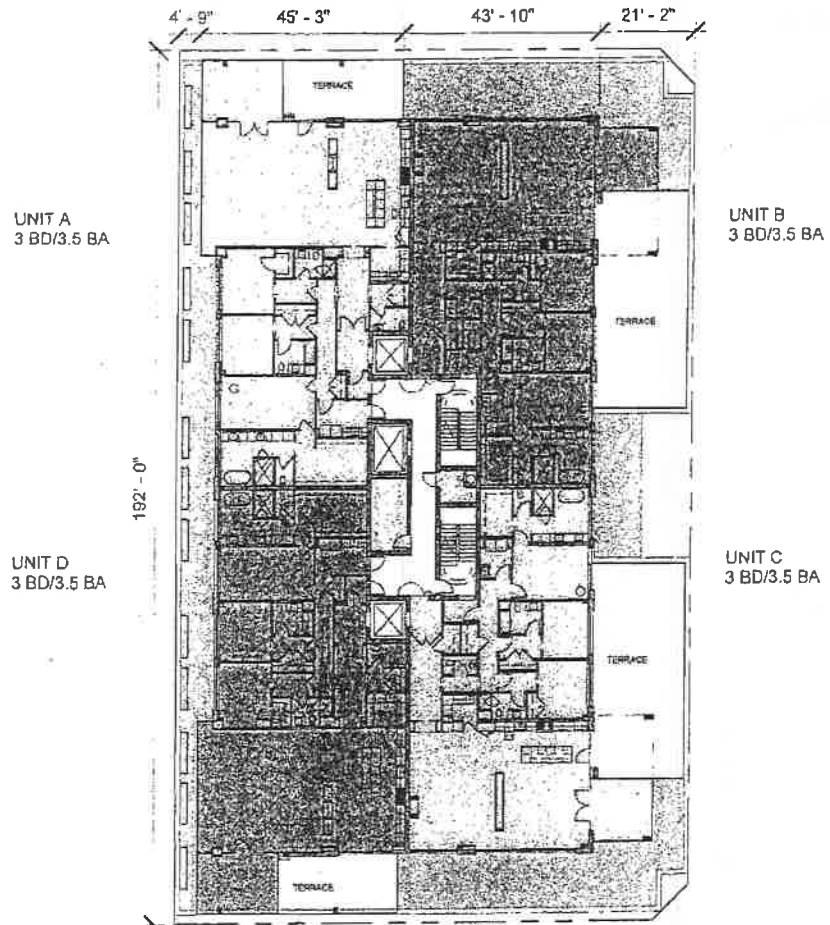 4' - 9" 45' - 3" 43' - 10" 21' - 2"
TERRACE
UNIT A
3 BD/3.5 BA
UNIT B
3 BD/3.5 BA
TERRACE
192' - 0"
UNIT D
3 BD/3.5 BA
UNIT C
3 BD/3.5 BA
TERRACE
TERRACE